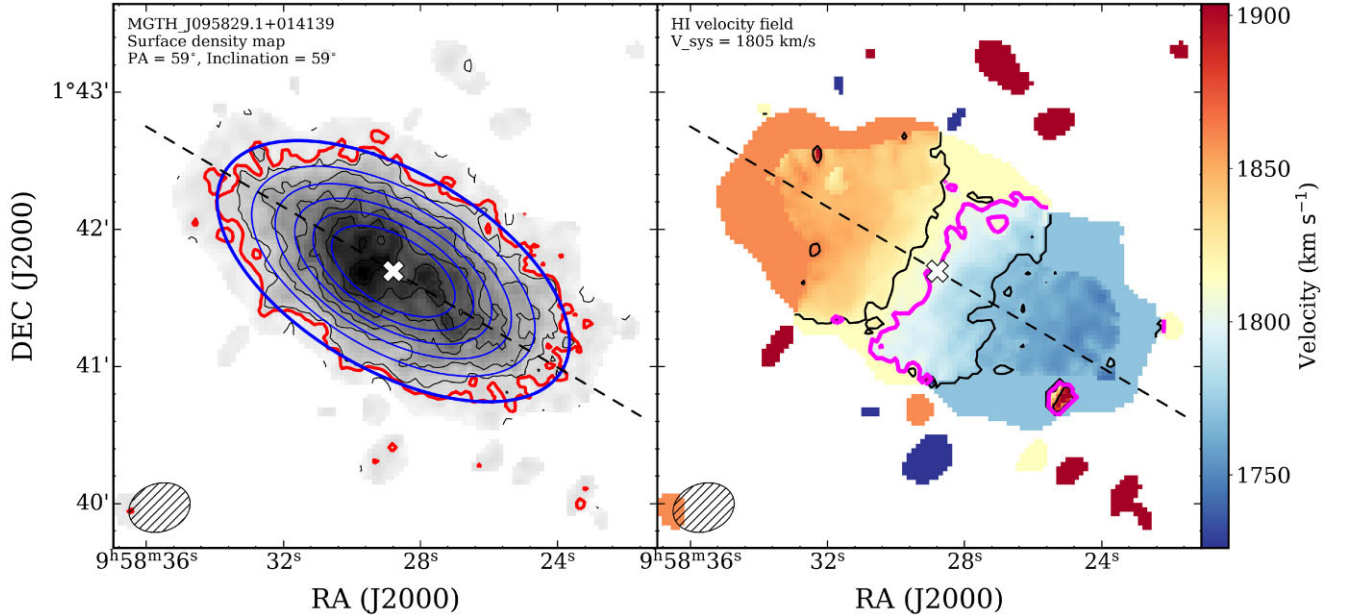 MGTH_J095829.1+014139
Surface density map
PA = 59°, Inclination = 59°
HI velocity field
V_sys = 1805 km/s
1°43'
42'
41'
40'
DEC (J2000)
9ʰ58ᵐ36ˢ
32ˢ
28ˢ
24ˢ
RA (J2000)
9ʰ58ᵐ36ˢ
32ˢ
28ˢ
24ˢ
RA (J2000)
1900
1850
1800
1750
Velocity (km s⁻¹)